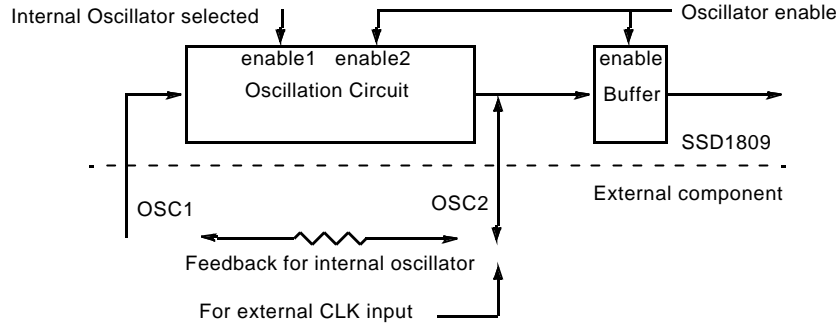 Internal Oscillator selected
Oscillator enable
enable1 enable2
enable
Oscillation Circuit
Buffer
SSD1809
External component
OSC1
OSC2
Feedback for internal oscillator
For external CLK input